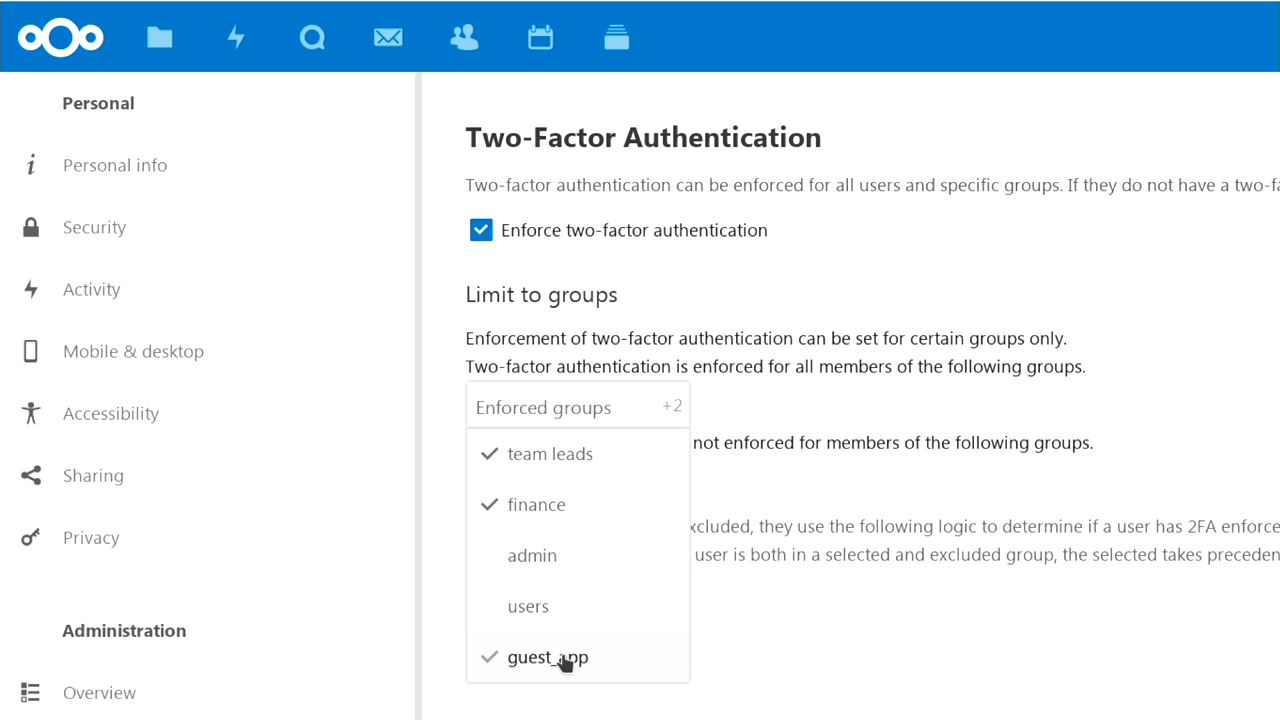 Personal
Personal info
Security
Activity
Mobile & desktop
Accessibility
Sharing
Privacy
Administration
Overview
Two-Factor Authentication
Two-factor authentication can be enforced for all users and specific groups. If they do not have a two-fa
Enforce two-factor authentication
Limit to groups
Enforcement of two-factor authentication can be set for certain groups only.
Two-factor authentication is enforced for all members of the following groups.
Enforced groups +2
not enforced for members of the following groups.
team leads
finance
admin
users
guest_app
xcluded, they use the following logic to determine if a user has 2FA enforce
user is both in a selected and excluded group, the selected takes preceden